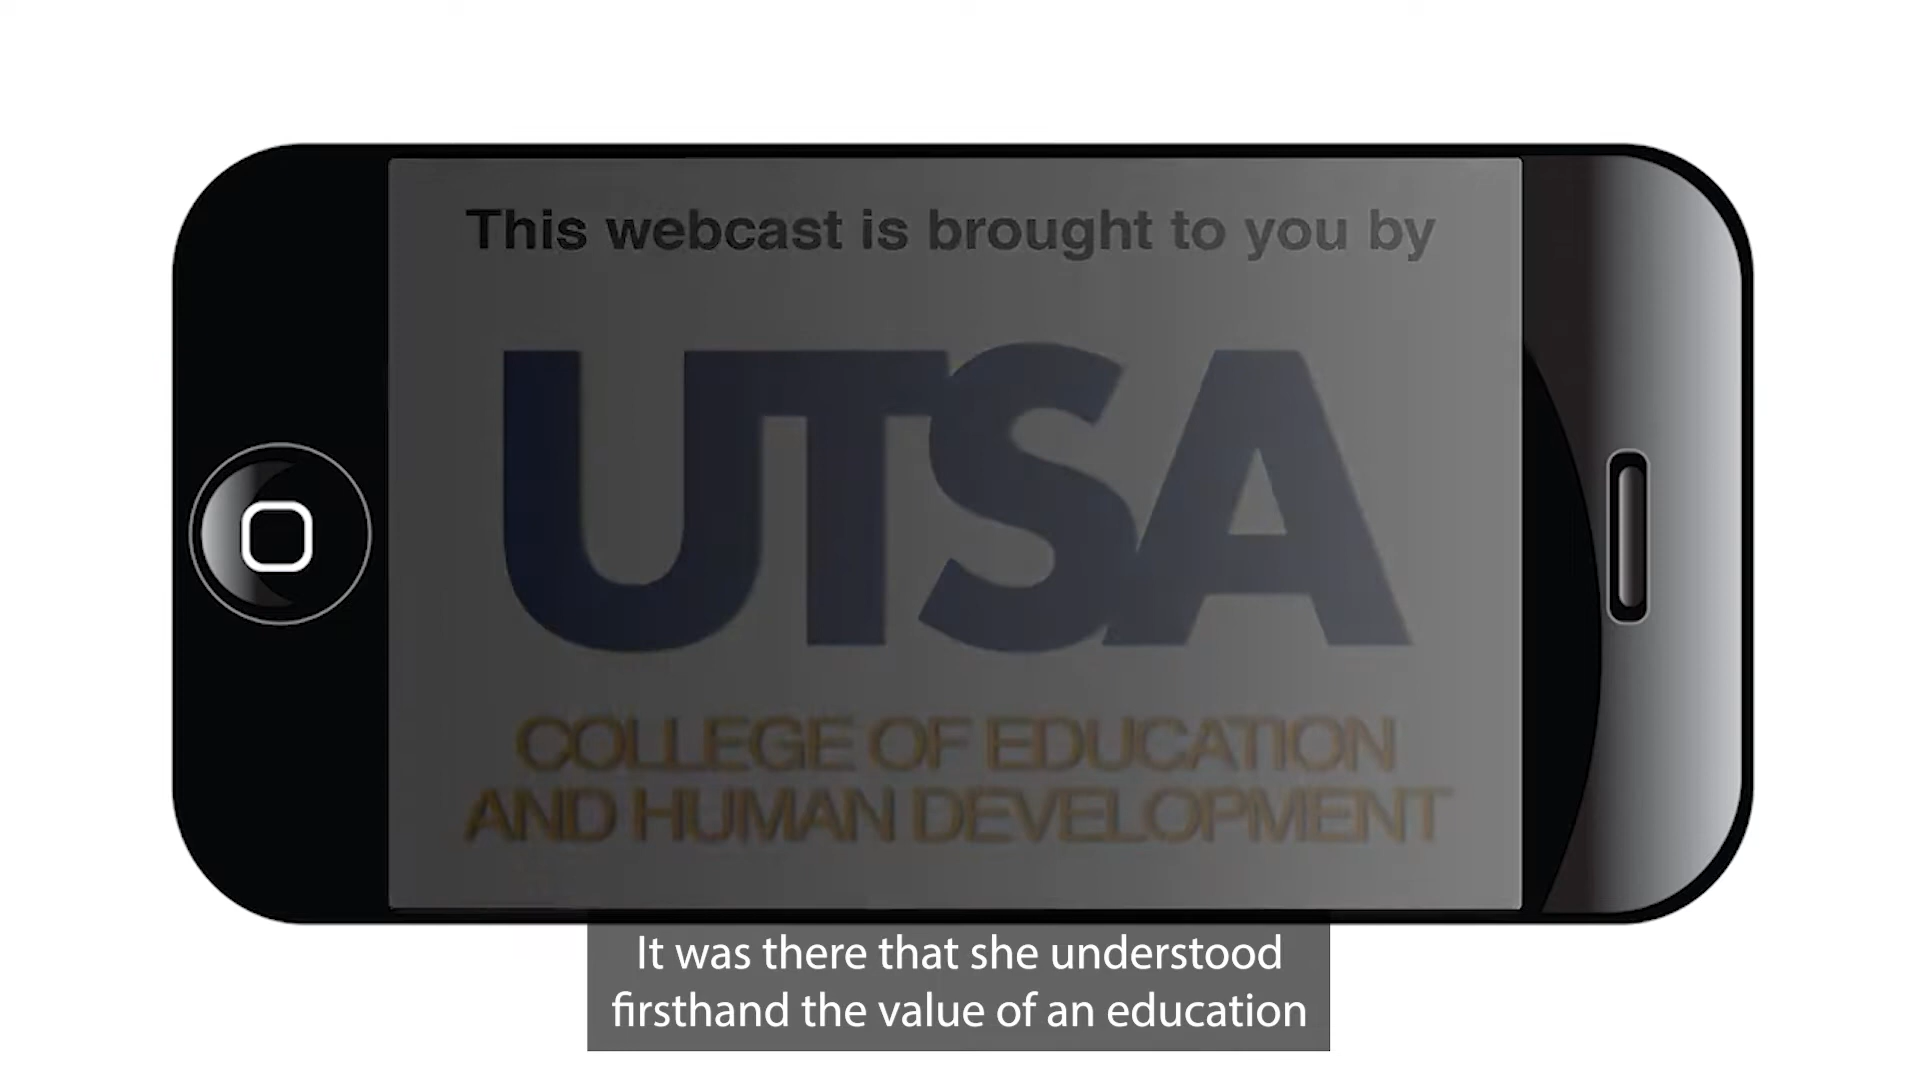 This webcast is brought to you by
UTSA
COLLEGE OF EDUCATION
AND HUMAN DEVELOPMENT
It was there that she understood
firsthand the value of an education